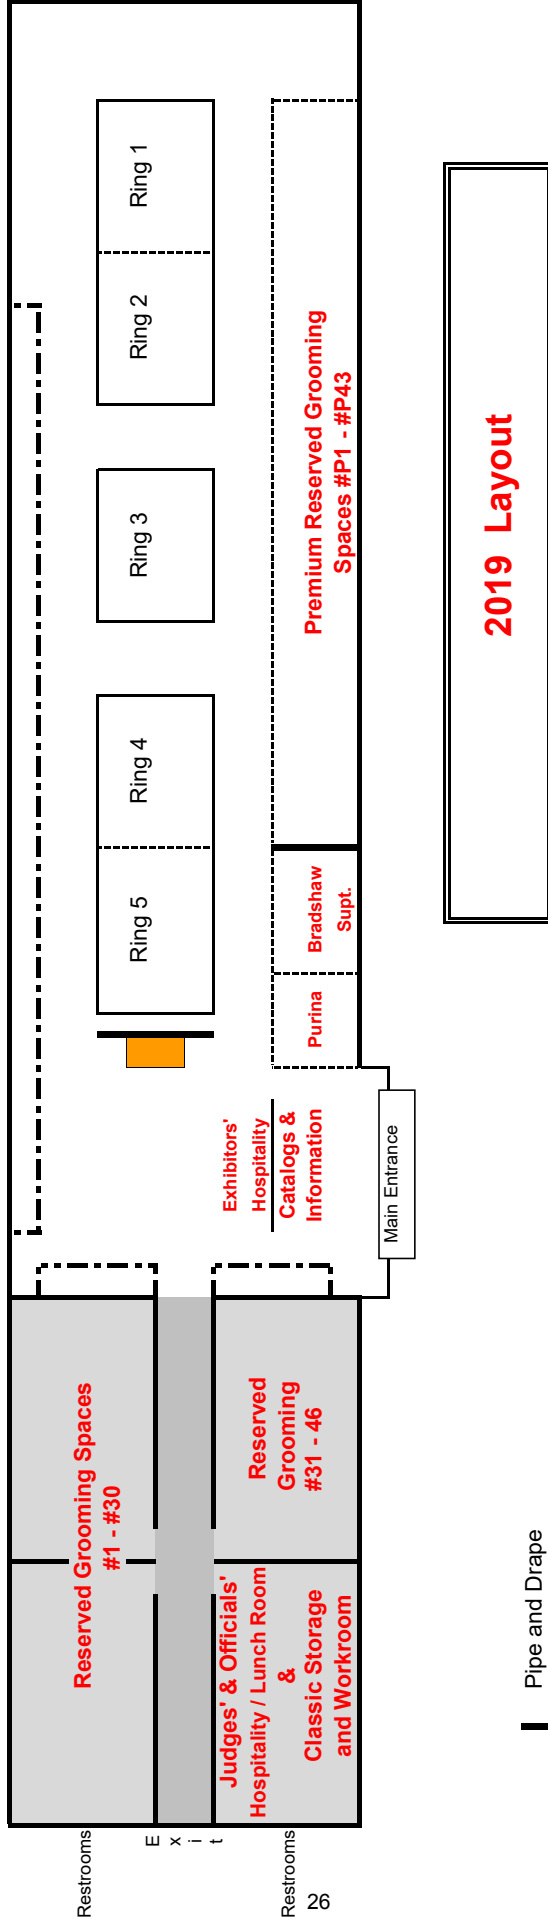 Ring 1
Ring 2
Ring 3
Ring 4
Ring 5
Premium Reserved Grooming
Spaces #P1 - #P43
2019 Layout
Bradshaw
Supt.
Purina
Exhibitors'
Hospitality
Catalogs &
Information
Main Entrance
Reserved Grooming Spaces
#1 - #30
Reserved
Grooming
#31 - 46
Judges' & Officials'
Hospitality / Lunch Room
&
Classic Storage
and Workroom
Restrooms
E
x
i
t
Restrooms
26
Pipe and Drape